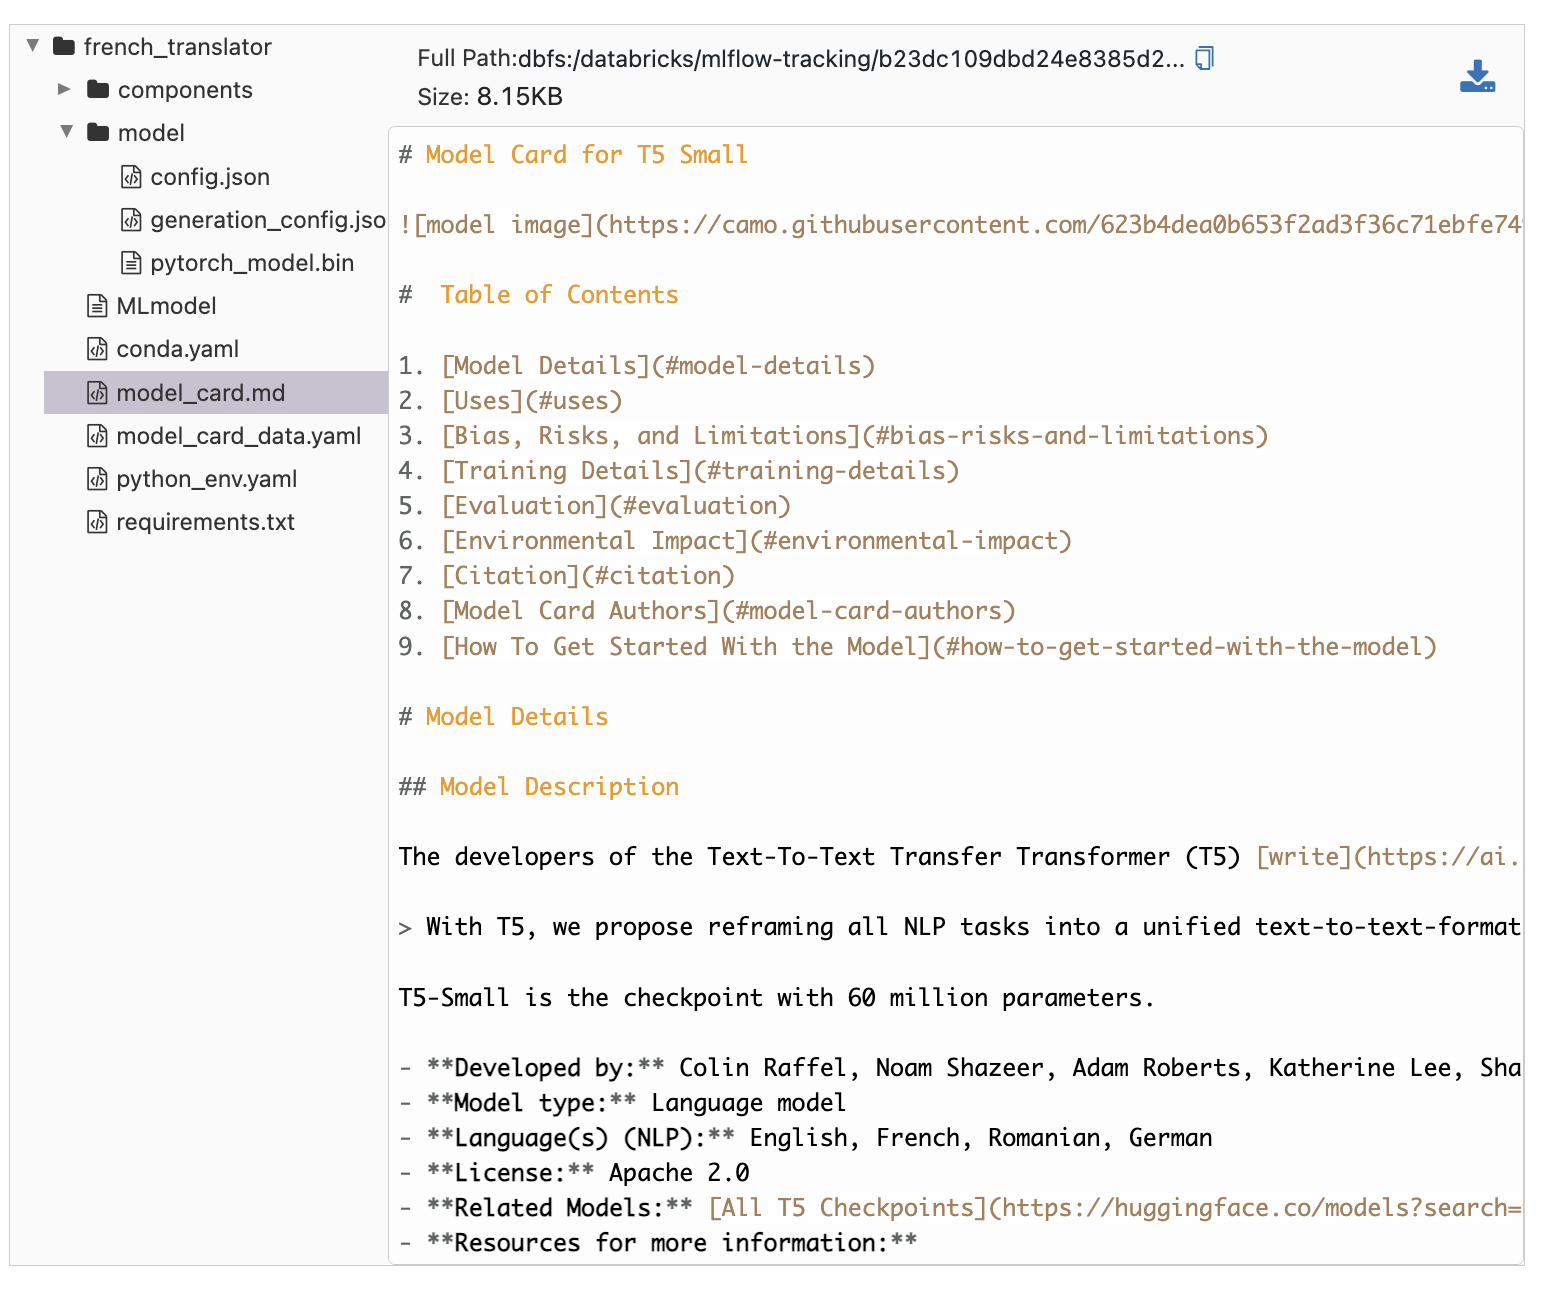 french_translator
components
model
config.json
generation_config.jso
pytorch_model.bin
MLmodel
conda.yaml
model_card.md
model_card_data.yaml
python_env.yaml
requirements.txt
Full Path:dbfs:/databricks/mlflow-tracking/b23dc109dbd24e8385d2...
Size: 8.15KB
# Model Card for T5 Small
![model image](https://camo.githubusercontent.com/623b4dea0b653f2ad3f36c71ebfe749
#  Table of Contents
1. [Model Details](#model-details)
2. [Uses](#uses)
3. [Bias, Risks, and Limitations](#bias-risks-and-limitations)
4. [Training Details](#training-details)
5. [Evaluation](#evaluation)
6. [Environmental Impact](#environmental-impact)
7. [Citation](#citation)
8. [Model Card Authors](#model-card-authors)
9. [How To Get Started With the Model](#how-to-get-started-with-the-model)
# Model Details
## Model Description
The developers of the Text-To-Text Transfer Transformer (T5) [write](https://ai.
> With T5, we propose reframing all NLP tasks into a unified text-to-text-format
T5-Small is the checkpoint with 60 million parameters.
- **Developed by:** Colin Raffel, Noam Shazeer, Adam Roberts, Katherine Lee, Sha
- **Model type:** Language model
- **Language(s) (NLP):** English, French, Romanian, German
- **License:** Apache 2.0
- **Related Models:** [All T5 Checkpoints](https://huggingface.co/models?search=
- **Resources for more information:**